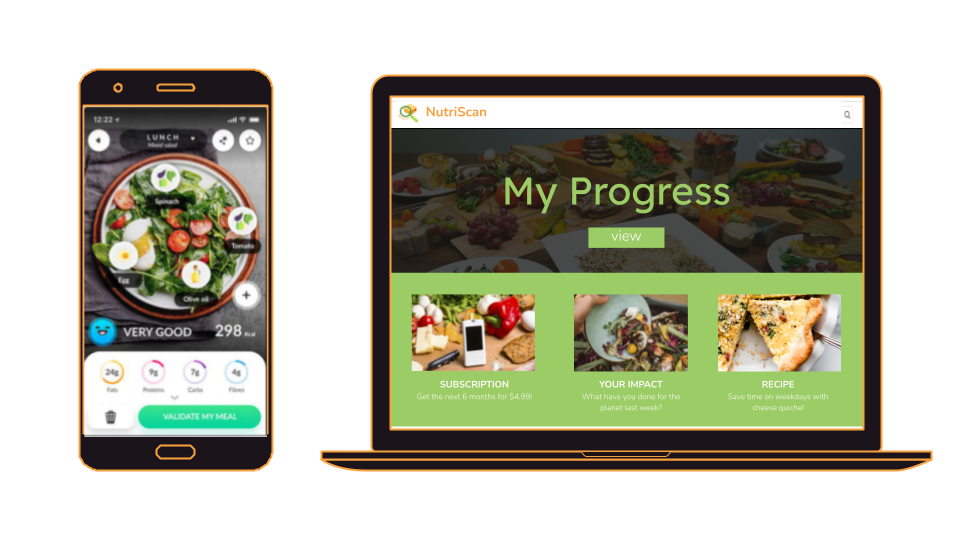 12:22
LUNCH
Mixed salad
Spinach
Tomato
Egg
Olive oil
VERY GOOD 298 Kcal
24g 9g 7g 4g
Fats Proteins Carbs Fibres
VALIDATE MY MEAL
NutriScan
My Progress
view
SUBSCRIPTION
Get the next 6 months for $4.99!
YOUR IMPACT
What have you done for the
planet last week?
RECIPE
Save time on weekdays with
cheese quiche!